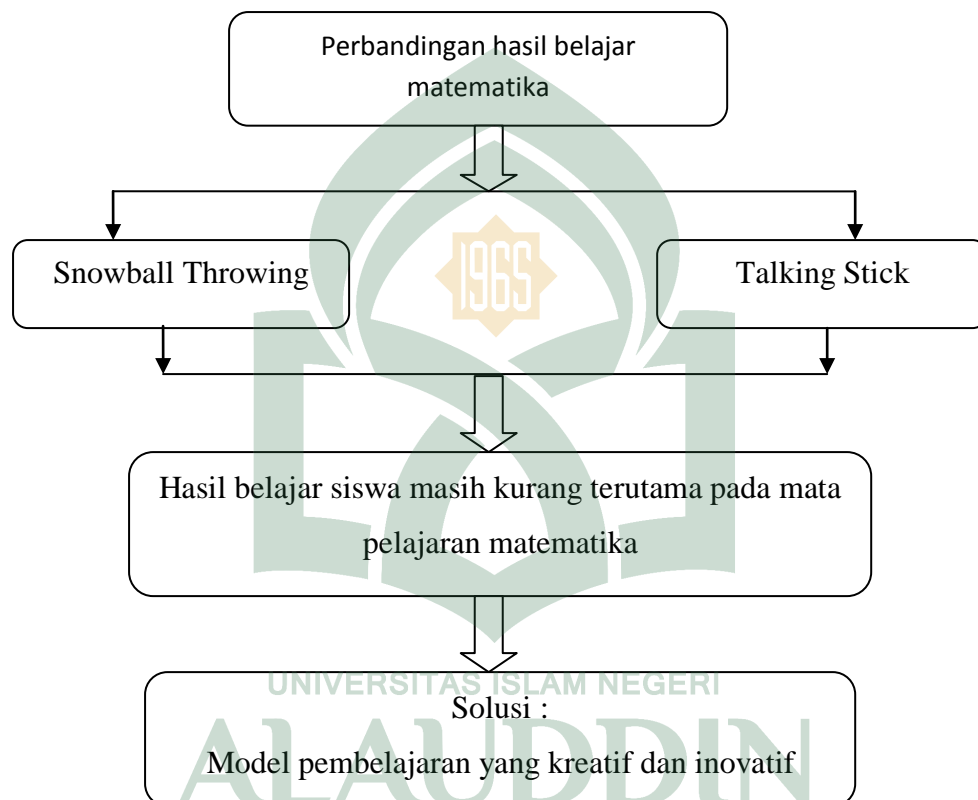 Perbandingan hasil belajar
matematika
1965
Snowball Throwing
Talking Stick
Hasil belajar siswa masih kurang terutama pada mata
pelajaran matematika
UNIVERSITAS ISLAM NEGERI
Solusi :
ALAUDDIN
Model pembelajaran yang kreatif dan inovatif